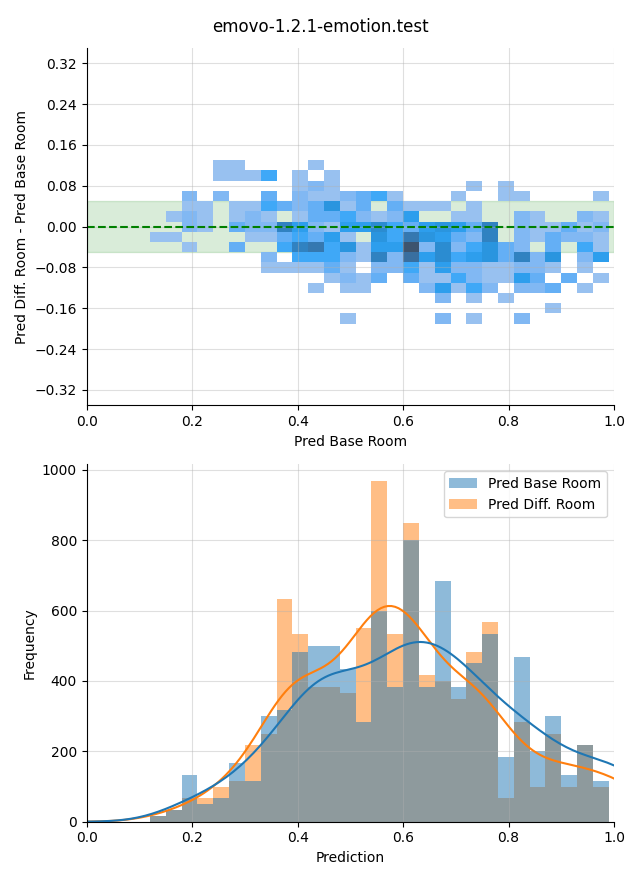 emovo-1.2.1-emotion.test
Pred Diff. Room - Pred Base Room
0.32
0.24
0.16
0.08
0.00
−0.08
−0.16
−0.24
−0.32
0.0 0.2 0.4 0.6 0.8 1.0
Pred Base Room
Frequency
1000
800
600
400
200
0
Pred Base Room
Pred Diff. Room
0.0 0.2 0.4 0.6 0.8 1.0
Prediction